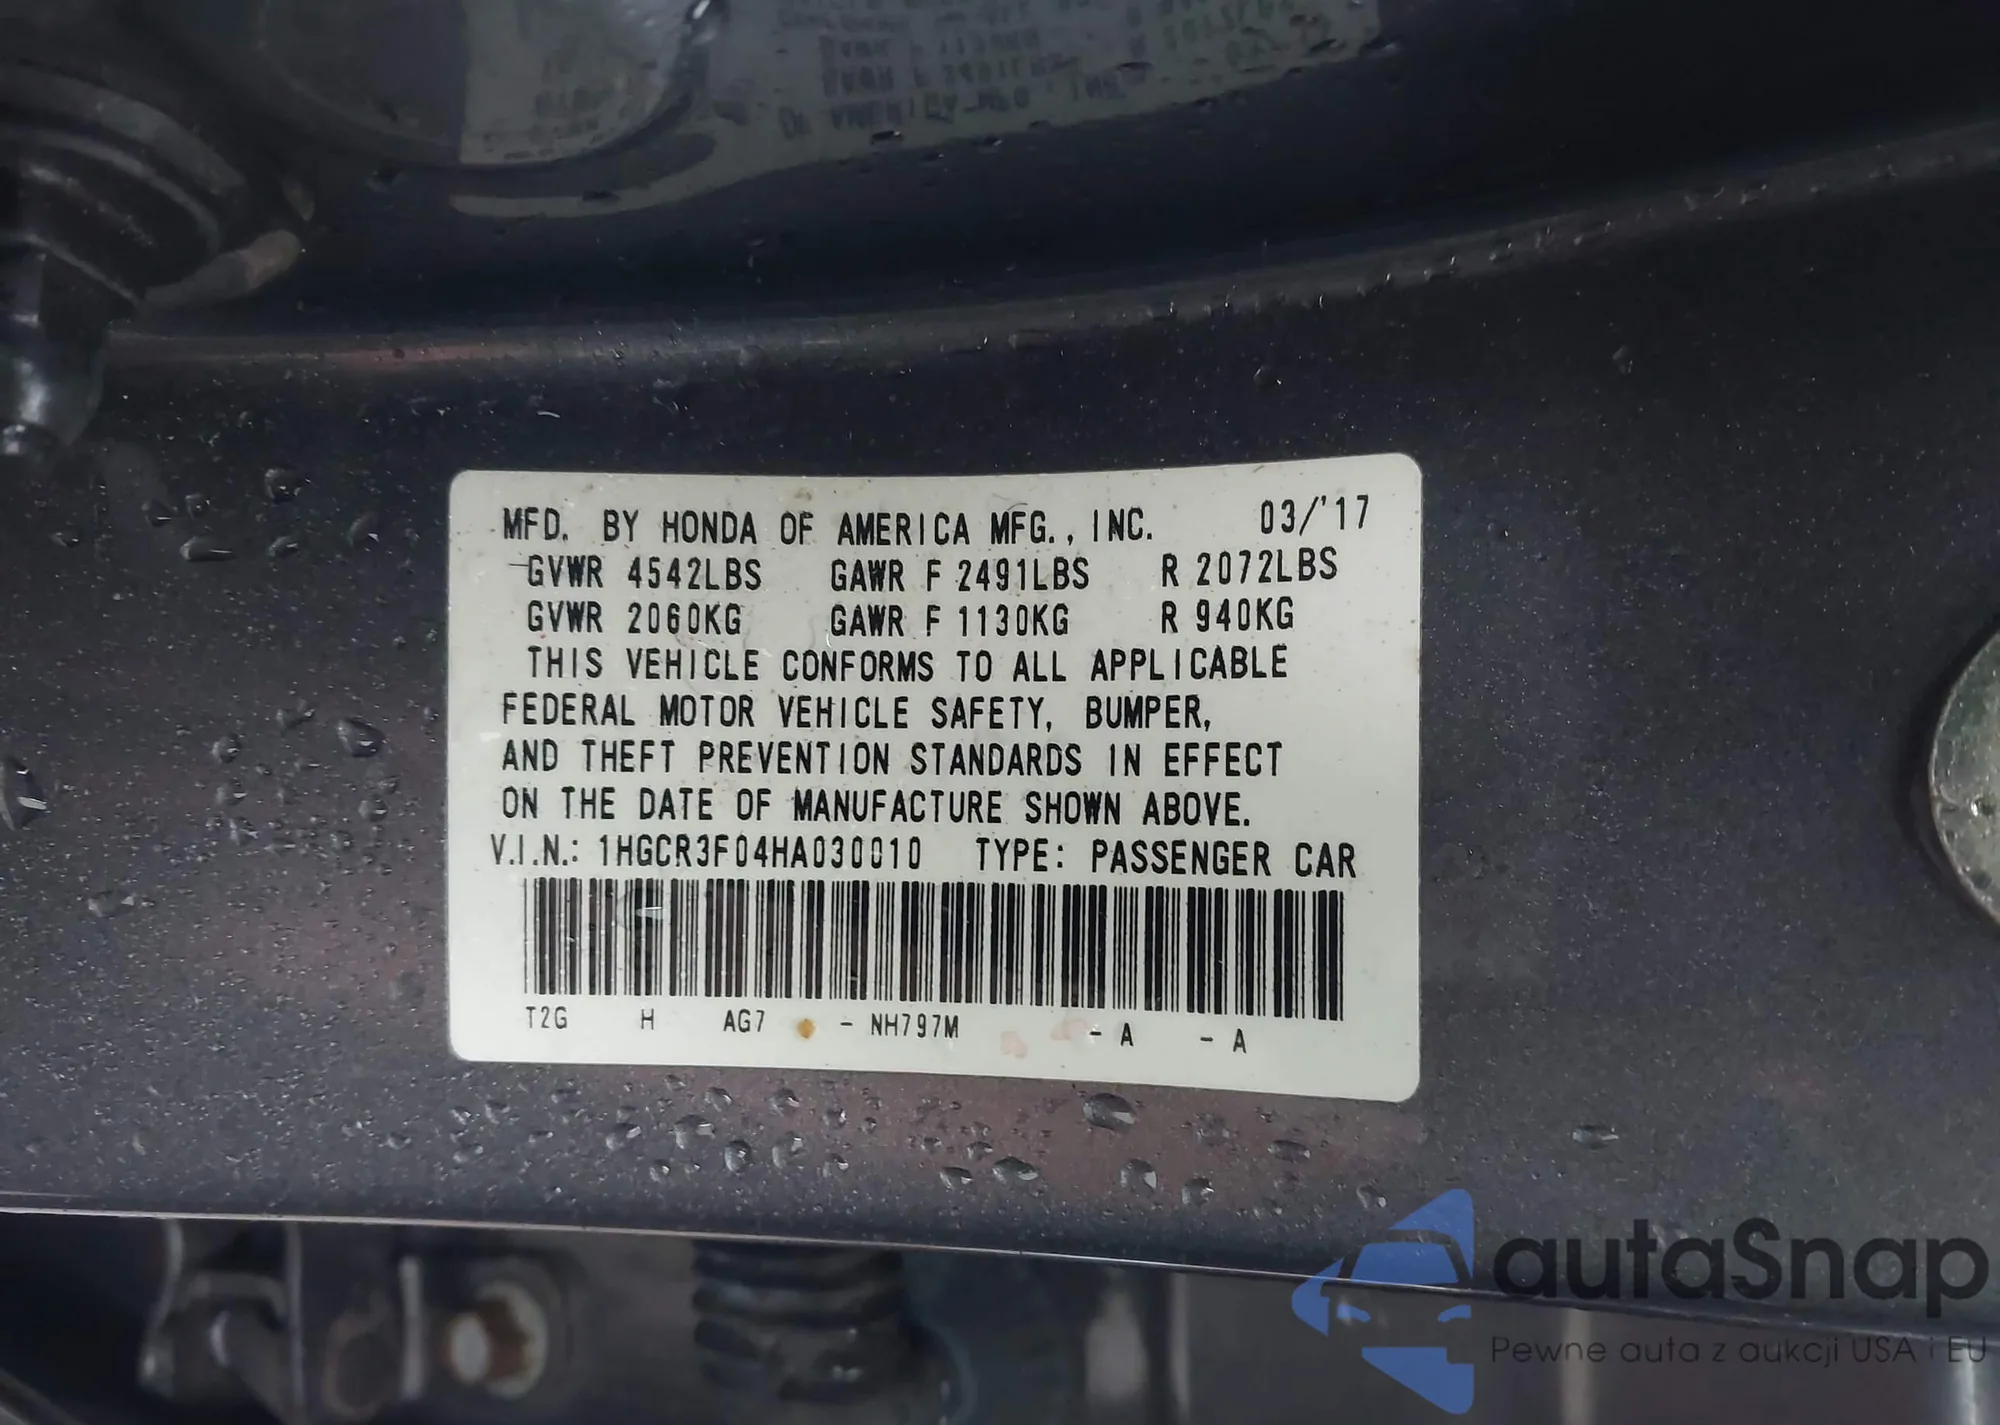 MFD. BY HONDA OF AMERICA MFG., INC. 03/'17
GVWR 4542LBS GAWR F 2491LBS R 2072LBS
GVWR 2060KG GAWR F 1130KG R 940KG
THIS VEHICLE CONFORMS TO ALL APPLICABLE
FEDERAL MOTOR VEHICLE SAFETY, BUMPER,
AND THEFT PREVENTION STANDARDS IN EFFECT
ON THE DATE OF MANUFACTURE SHOWN ABOVE.
V.I.N.: 1HGCR3F04HA030010 TYPE: PASSENGER CAR
T2G H AG7 - NH797M - A - A
autaSnap
Pewne auta z aukcji USA i EU